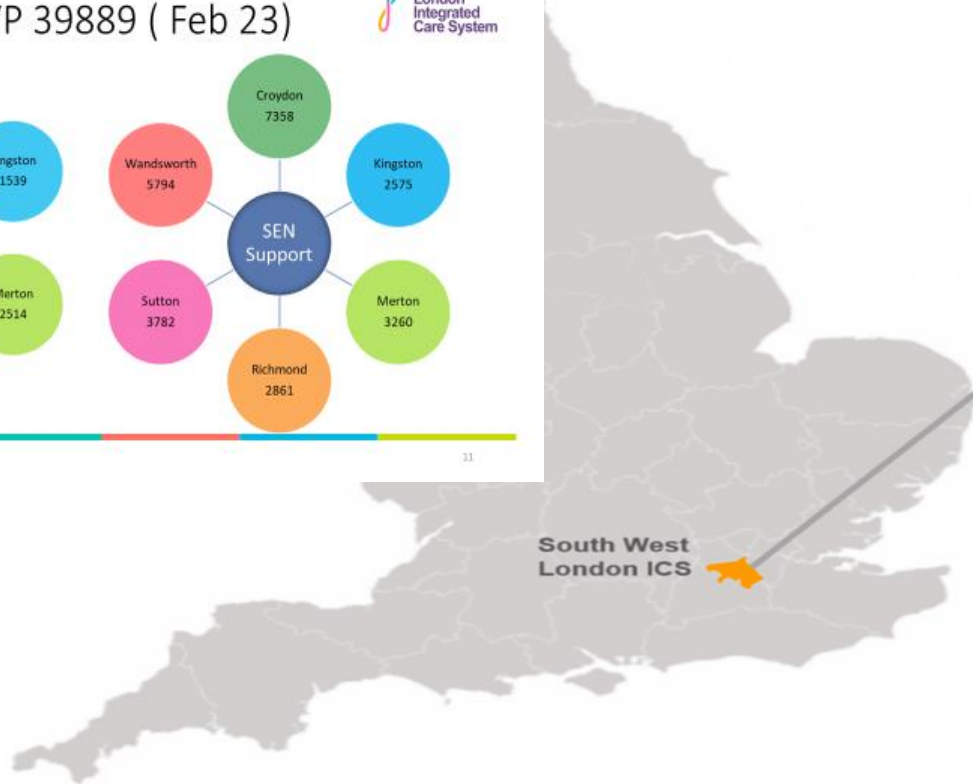 /P 39889 ( Feb 23)
London
Integrated
Care System
Croydon
7358
ngston
1539
Wandsworth
5794
Kingston
2575
SEN
Support
Merton
2514
Sutton
3782
Merton
3260
Richmond
2861
11
South West
London ICS